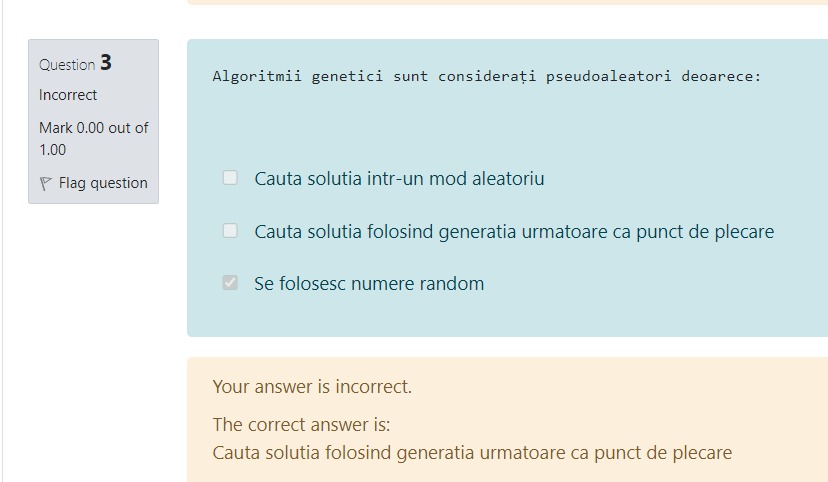 Question 3
Incorrect
Mark 0.00 out of
1.00
Flag question
Algoritmii genetici sunt considerați pseudoaleatori deoarece:
Cauta solutia intr-un mod aleatoriu
Cauta solutia folosind generatia urmatoare ca punct de plecare
Se folosesc numere random
Your answer is incorrect.
The correct answer is:
Cauta solutia folosind generatia urmatoare ca punct de plecare